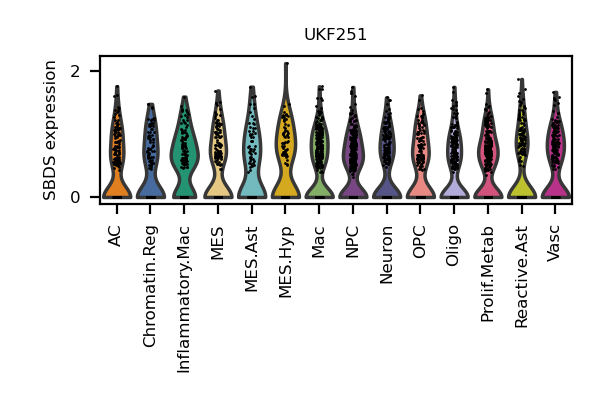 UKF251
SBDS expression
2
0
AC
Chromatin.Reg
Inflammatory.Mac
MES
MES.Ast
MES.Hyp
Mac
NPC
Neuron
OPC
Oligo
Prolif.Metab
Reactive.Ast
Vasc